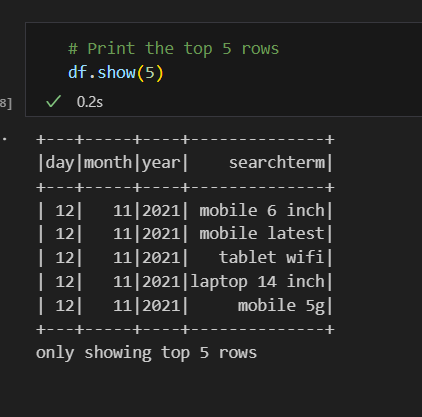 # Print the top 5 rows
df.show(5)
8]
0.2s
+---+-----+----+--------------+
|day|month|year|    searchterm|
+---+-----+----+--------------+
| 12|   11|2021| mobile 6 inch|
| 12|   11|2021| mobile latest|
| 12|   11|2021|   tablet wifi|
| 12|   11|2021|laptop 14 inch|
| 12|   11|2021|     mobile 5g|
+---+-----+----+--------------+
only showing top 5 rows